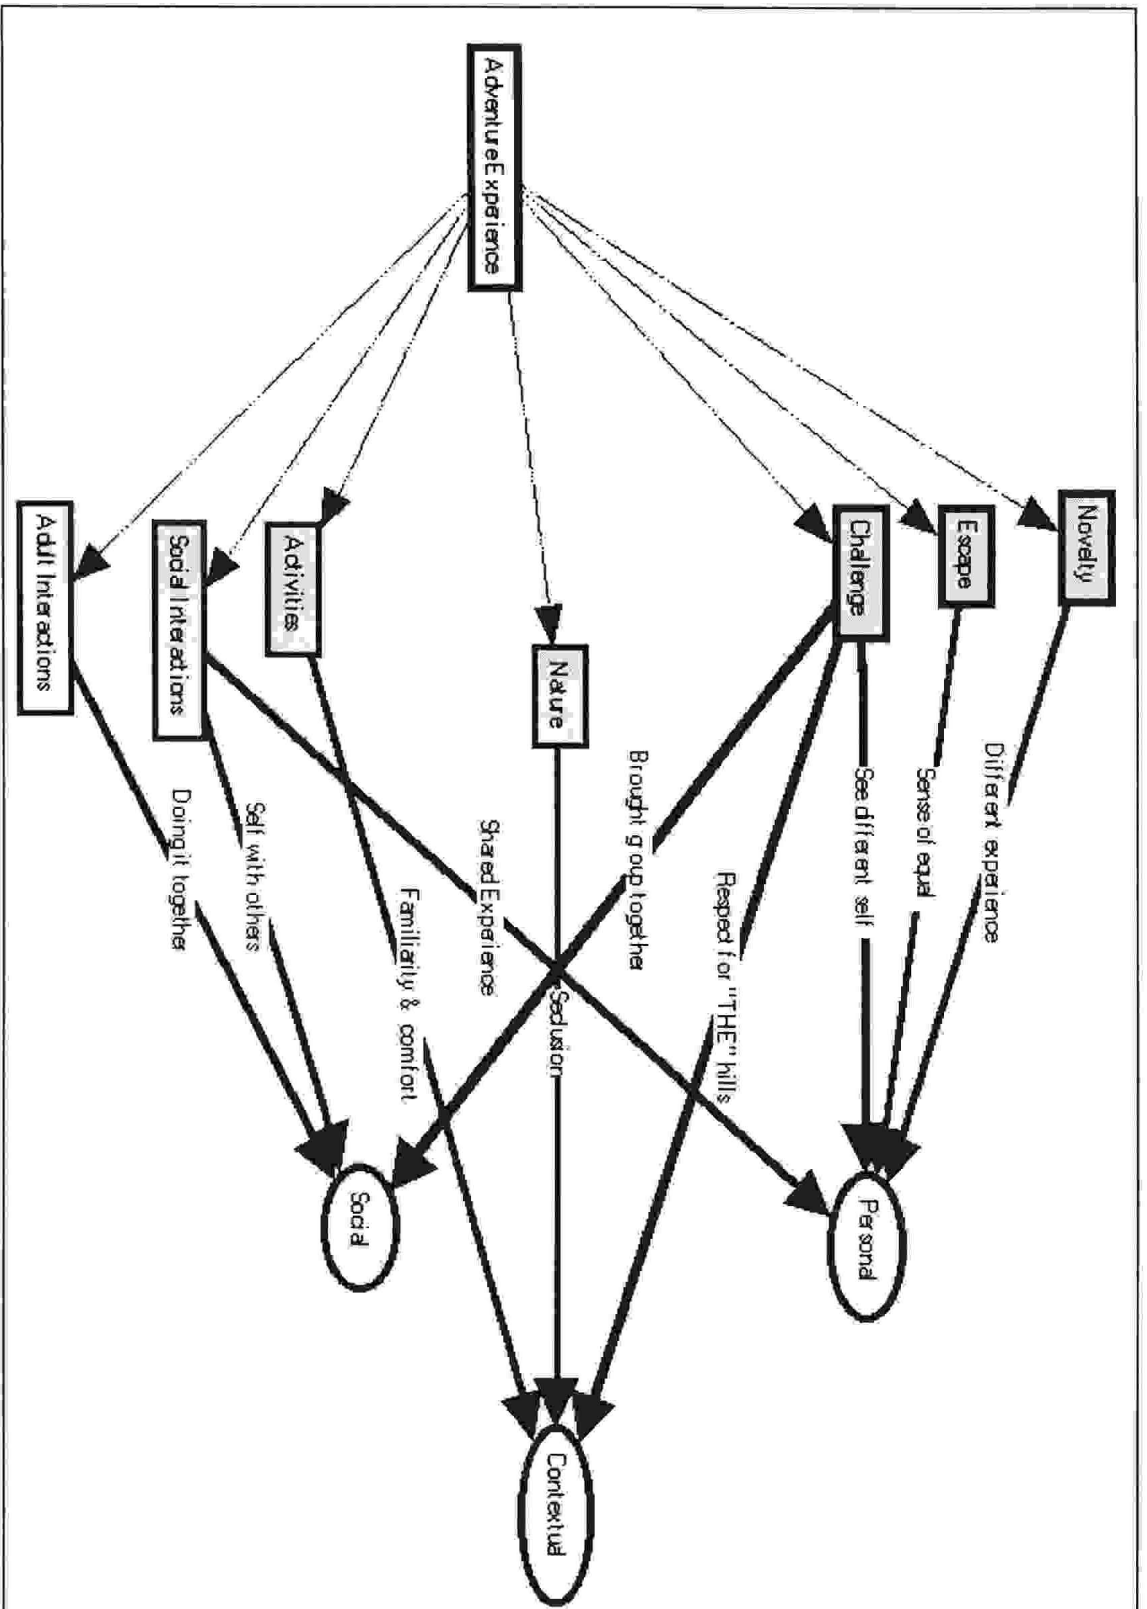 Adventure Experience
Novelty
Escape
Challenge
Nature
Activities
Social Interactions
Adult Interactions
Different experience
Sense of equal
See different self
Respect for "THE" hills
Brought group together
Seclusion
Shared Experience
Familiarity & comfort
Self with others
Doing it together
Personal
Contextual
Social